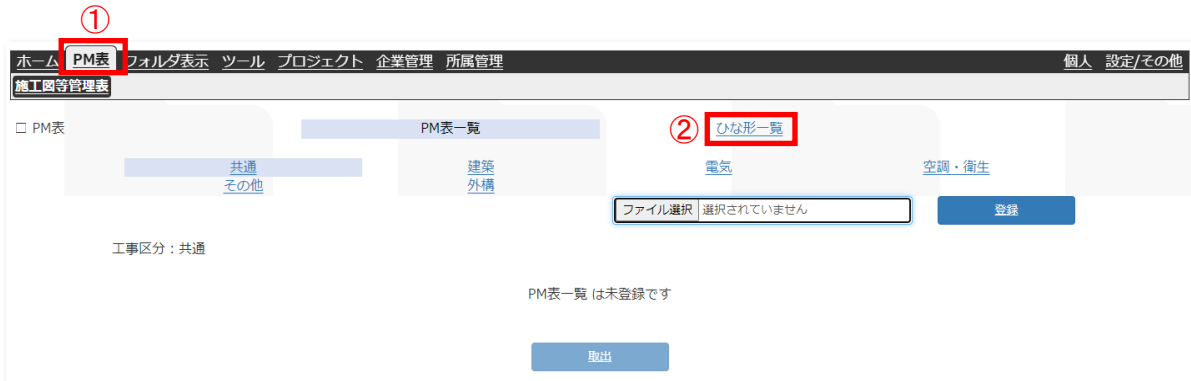 ①
ホーム PM表 フォルダ表示 ツール プロジェクト 企業管理 所属管理 個人 設定/その他
施工図等管理表
□ PM表 PM表一覧 ② ひな形一覧
共通 建築 電気 空調・衛生
その他 外構
ファイル選択 選択されていません 登録
工事区分：共通
PM表一覧 は未登録です
取出